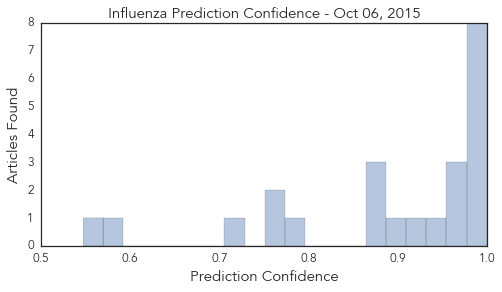 Influenza Prediction Confidence - Oct 06, 2015
8
7
6
5
4
3
2
1
0
Articles Found
0.5 0.6 0.7 0.8 0.9 1.0
Prediction Confidence